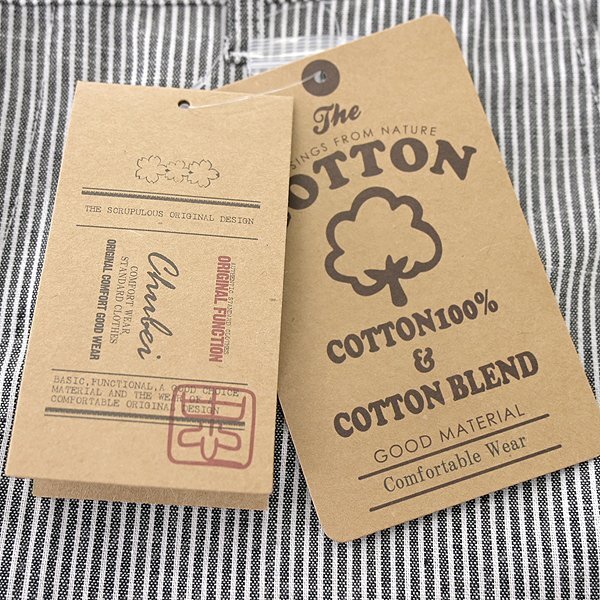 THE SCRUPULOUS ORIGINAL DESIGN
ORIGINAL FUNCTION
Chubei
COMFORT WEAR
STANDARD CLOTHES
ORIGINAL COMFORT GOOD WEAR
BASIC, FUNCTIONAL, A GOOD CHOICE
MATERIAL AND THE WEAR OF
COMFORTABLE ORIGINAL DESIGN
The
SINGS FROM NATURE
COTTON
COTTON100%
&
COTTON BLEND
GOOD MATERIAL
Comfortable Wear